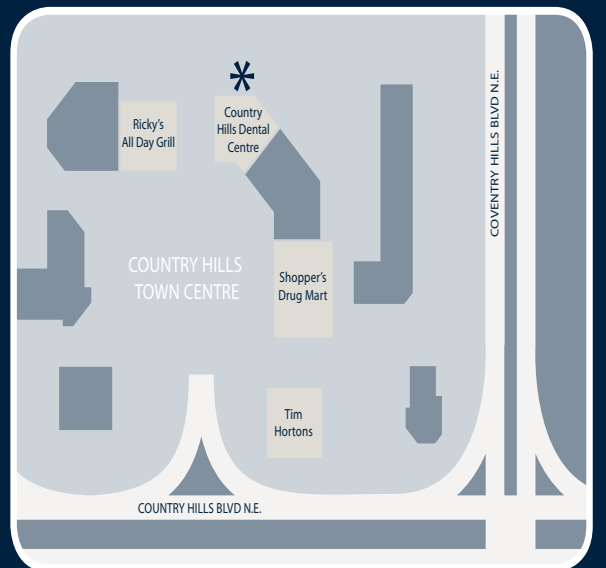 *
Country
Hills Dental
Centre
Ricky's
All Day Grill
COVENTRY HILLS BLVD N.E.
COUNTRY HILLS
TOWN CENTRE
Shopper's
Drug Mart
Tim
Hortons
COUNTRY HILLS BLVD N.E.